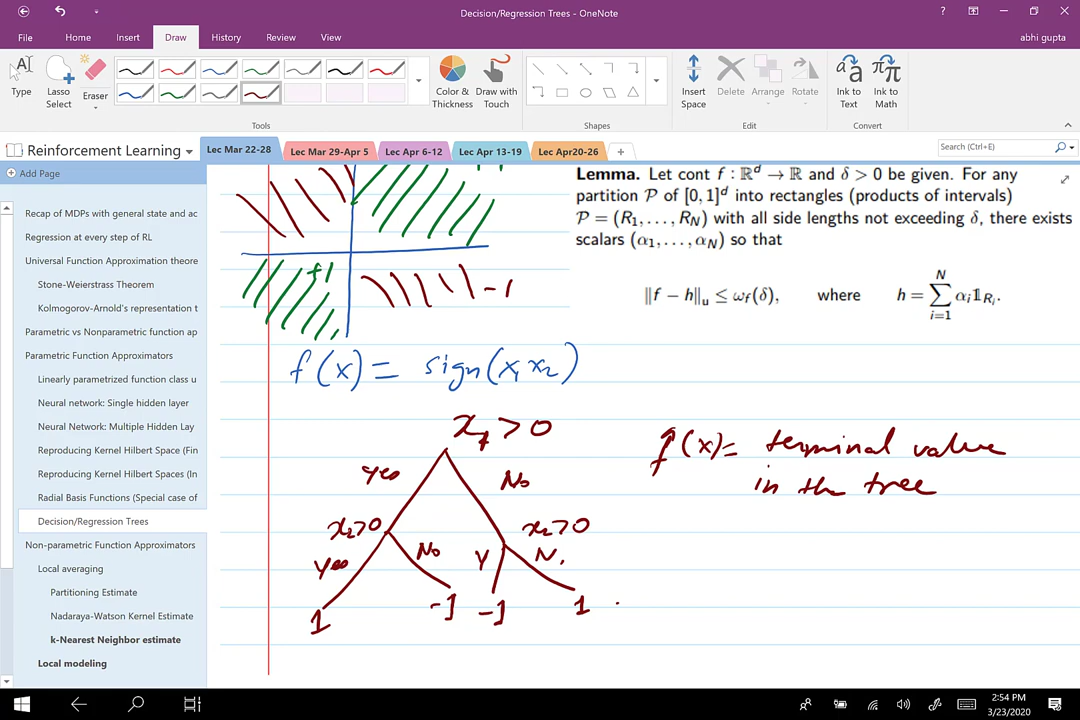 Decision/Regression Trees - OneNote
File Home Insert Draw History Review View
abhi gupta
Type
Lasso Select
Eraser
Color & Thickness
Draw with Touch
Insert Space
Delete
Arrange
Rotate
Ink to Text
Ink to Math
Tools
Shapes
Edit
Convert
Reinforcement Learning
Lec Mar 22-28
Lec Mar 29-Apr 5
Lec Apr 6-12
Lec Apr 13-19
Lec Apr20-26
Search (Ctrl+E)
Add Page
Recap of MDPs with general state and ac
Regression at every step of RL
Universal Function Approximation theore
Stone-Weierstrass Theorem
Kolmogorov-Arnold's representation t
Parametric vs Nonparametric function ap
Parametric Function Approximators
Linearly parametrized function class u
Neural network: Single hidden layer
Neural Network: Multiple Hidden Lay
Reproducing Kernel Hilbert Space (Fin
Reproducing Kernel Hilbert Spaces (In
Radial Basis Functions (Special case of
Decision/Regression Trees
Non-parametric Function Approximators
Local averaging
Partitioning Estimate
Nadaraya-Watson Kernel Estimate
k-Nearest Neighbor estimate
Local modeling
Lemma. Let cont f : ℝ^d → ℝ and δ > 0 be given. For any
partition P of [0, 1]^d into rectangles (products of intervals)
P = (R_1, . . . , R_N) with all side lengths not exceeding δ, there exists
scalars (α_1, . . . , α_N) so that
‖f − h‖_u ≤ ω_f(δ), where h = ∑_{i=1}^{N} α_i 𝟙_{R_i}.
+1
-1
f(x) = sign(x_1 x_2)
x_1 > 0
Yes No
x_2>0 x_2>0
Yes No Y N.
1 -1 -1 1
f(x)= terminal value
in the tree
2:54 PM
3/23/2020